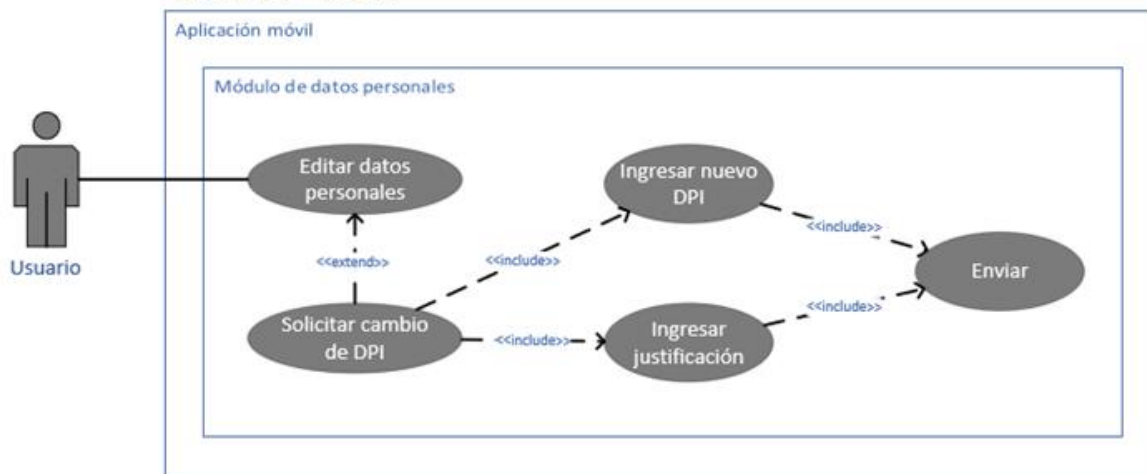 Aplicación móvil
Módulo de datos personales
Editar datos
personales
Ingresar nuevo
DPI
<<include>>
Usuario
<<extend>>
<<include>>
Enviar
Solicitar cambio
de DPI
<<include>>
Ingresar
justificación
<<include>>